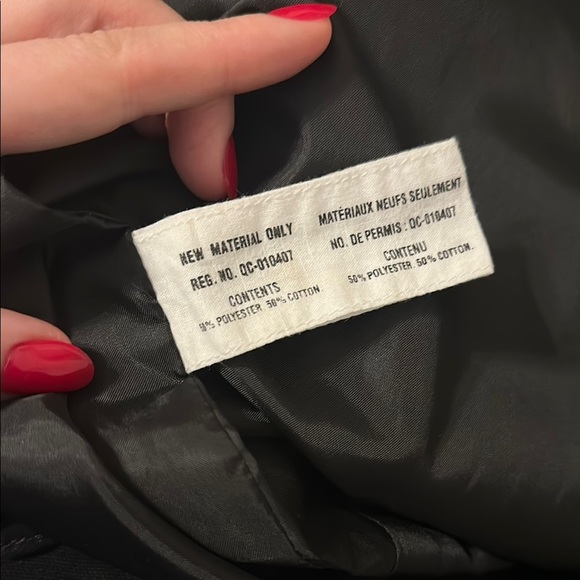 NEW MATERIAL ONLY
REG. NO. QC-010407
CONTENTS
50% POLYESTER 50% COTTON.
MATÉRIAUX NEUFS SEULEMENT
NO. DE PERMIS : QC-010407
CONTENU
50% POLYESTER 50% COTTON.